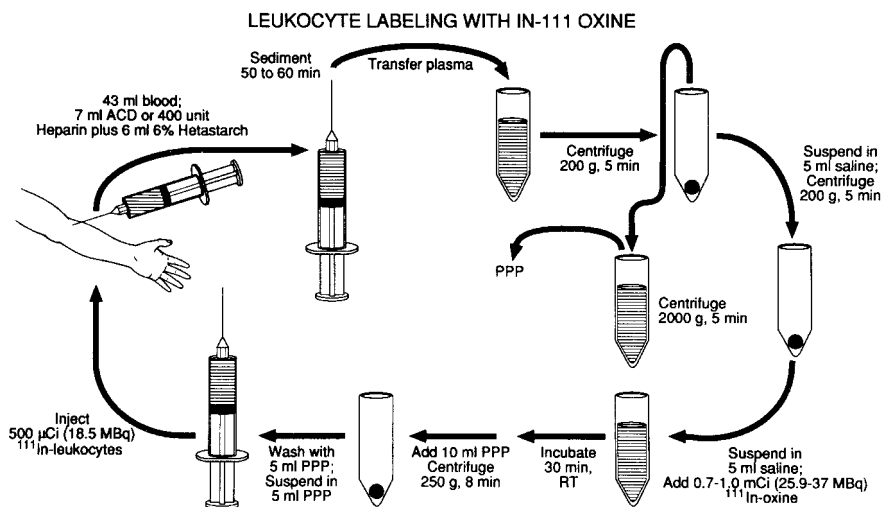 LEUKOCYTE LABELING WITH IN-111 OXINE
43 ml blood;
7 ml ACD or 400 unit
Heparin plus 6 ml 6% Hetastarch
Sediment
50 to 60 min
Transfer plasma
Centrifuge
200 g, 5 min
Suspend in
5 ml saline;
Centrifuge
200 g, 5 min
PPP
Centrifuge
2000 g, 5 min
Suspend in
5 ml saline;
Add 0.7-1.0 mCi (25.9-37 MBq)
¹¹¹In-oxine
Incubate
30 min,
RT
Add 10 ml PPP
Centrifuge
250 g, 8 min
Wash with
5 ml PPP;
Suspend in
5 ml PPP
Inject
500 µCi (18.5 MBq)
¹¹¹In-leukocytes